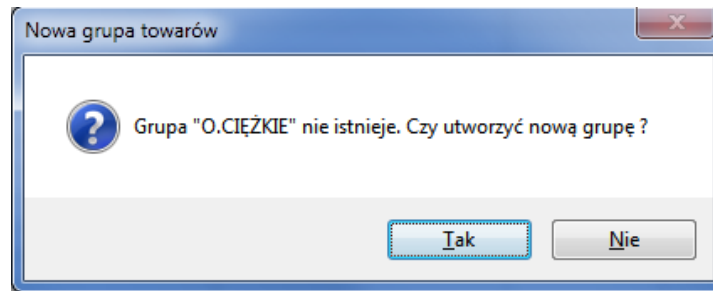 Nowa grupa towarów
Grupa "O.CIĘŻKIE" nie istnieje. Czy utworzyć nową grupę ?
Tak
Nie